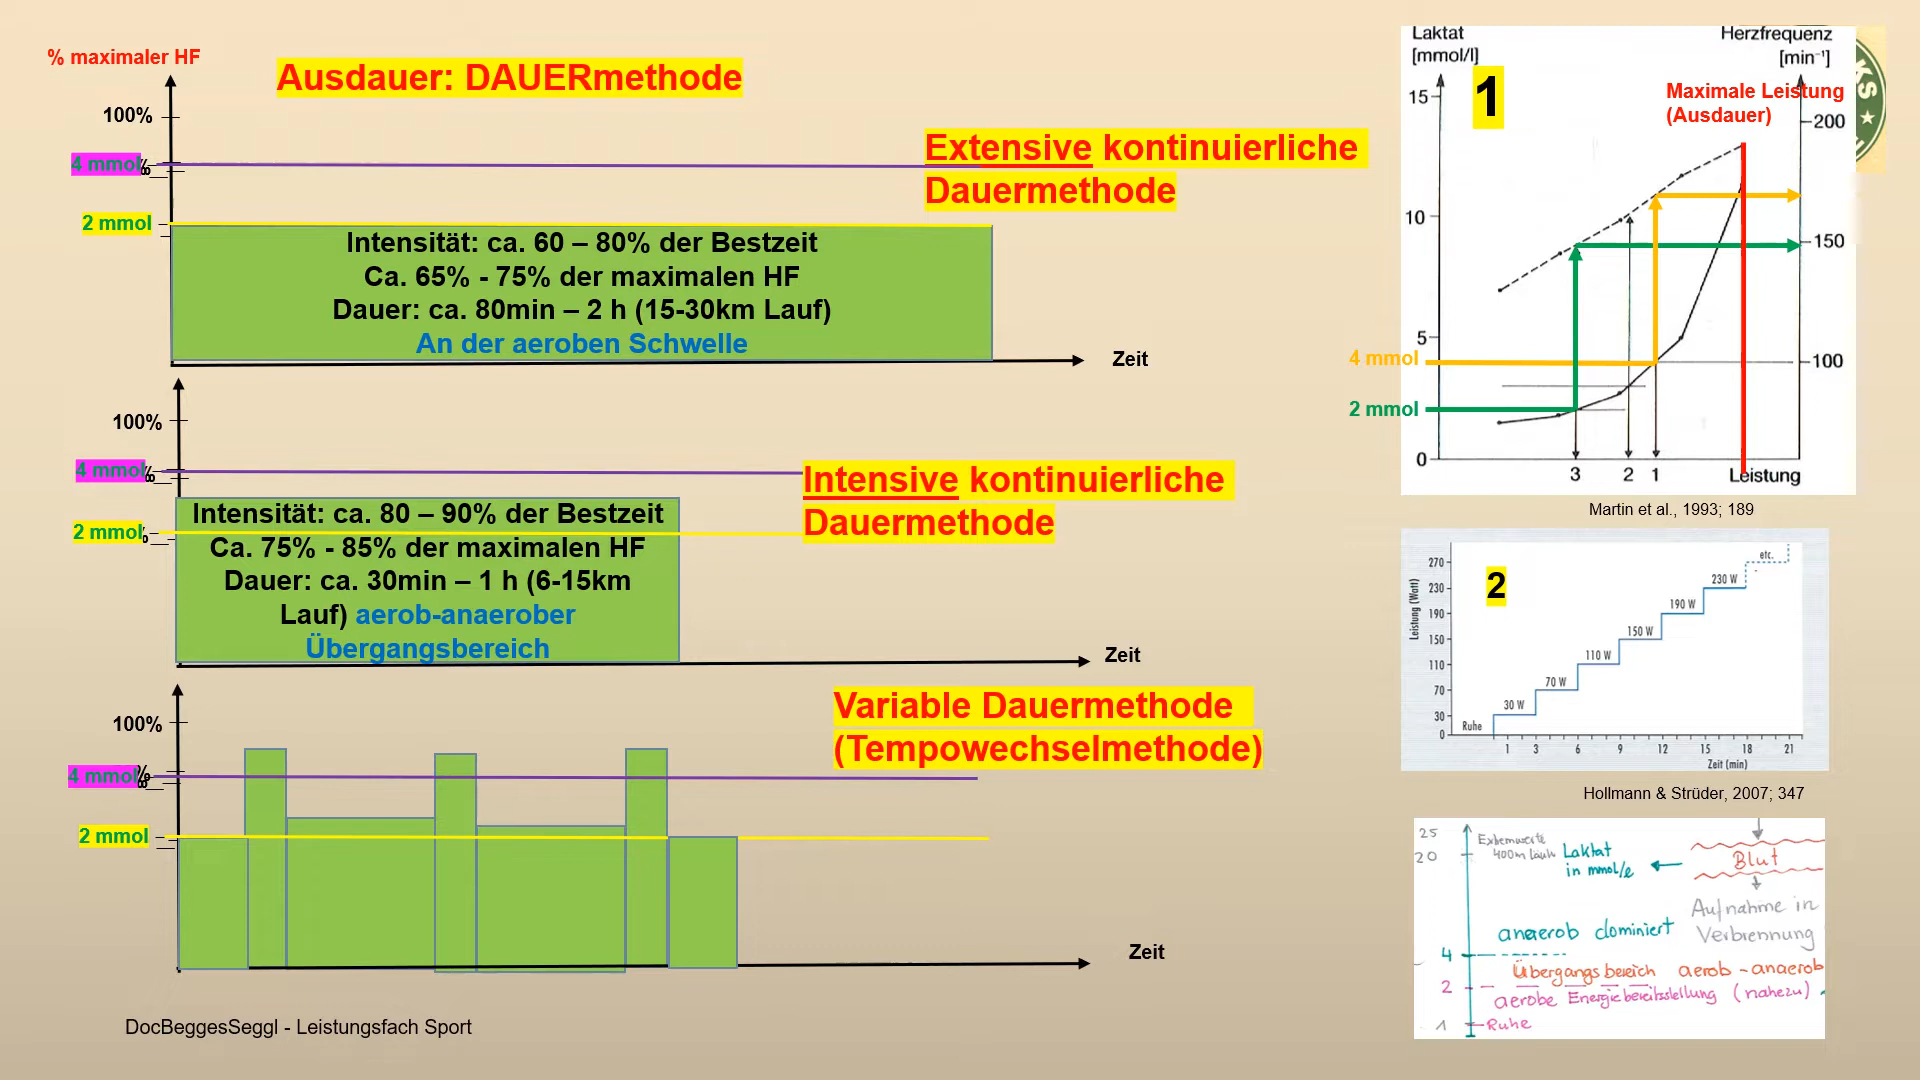 % maximaler HF
Ausdauer: DAUERmethode
100%
4 mmol
2 mmol
Extensive kontinuierliche
Dauermethode
Intensität: ca. 60 – 80% der Bestzeit
Ca. 65% - 75% der maximalen HF
Dauer: ca. 80min – 2 h (15-30km Lauf)
An der aeroben Schwelle
Zeit
100%
4 mmol
2 mmol
Intensive kontinuierliche
Dauermethode
Intensität: ca. 80 – 90% der Bestzeit
Ca. 75% - 85% der maximalen HF
Dauer: ca. 30min – 1 h (6-15km
Lauf) aerob-anaerober
Übergangsbereich
Zeit
Variable Dauermethode
(Tempowechselmethode)
100%
4 mmol
2 mmol
Zeit
DocBeggesSeggl - Leistungsfach Sport
Laktat
[mmol/l]
Herzfrequenz
[min⁻¹]
1
Maximale Leistung
(Ausdauer)
15
10
5
0
200
150
100
4 mmol
2 mmol
3 2 1 Leistung
KS
Martin et al., 1993; 189
2
Leistung (Watt)
270
230
190
150
110
70
30
0
Ruhe
30 W
70 W
110 W
150 W
190 W
230 W
etc.
1 3 6 9 12 15 18 21
Zeit (min)
Hollmann & Strüder, 2007; 347
25
20
Extremwerte
400m Läufe
Laktat
in mmol/l
Blut
Aufnahme in
Verbrennung
anaerob dominiert
4
Übergangsbereich aerob-anaerob
2
aerobe Energiebereitstellung (nahezu)
1
Ruhe